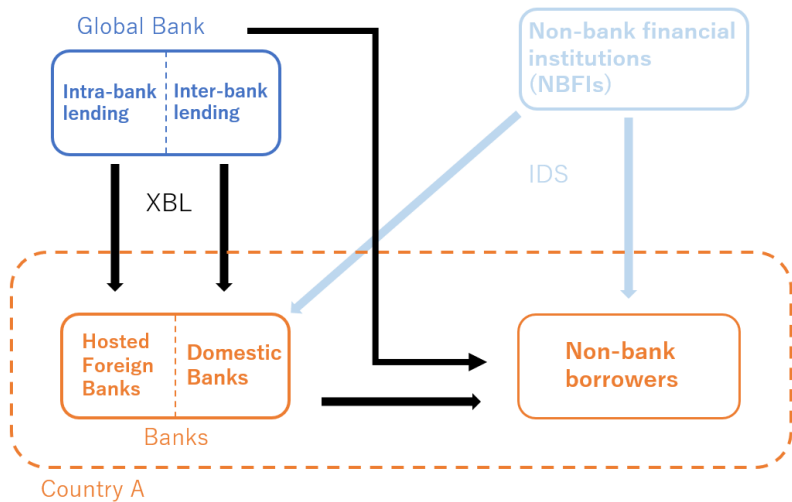 Global Bank
Intra-bank
lending
Inter-bank
lending
Non-bank financial
institutions
(NBFIs)
XBL
IDS
Hosted
Foreign
Banks
Domestic
Banks
Non-bank
borrowers
Banks
Country A